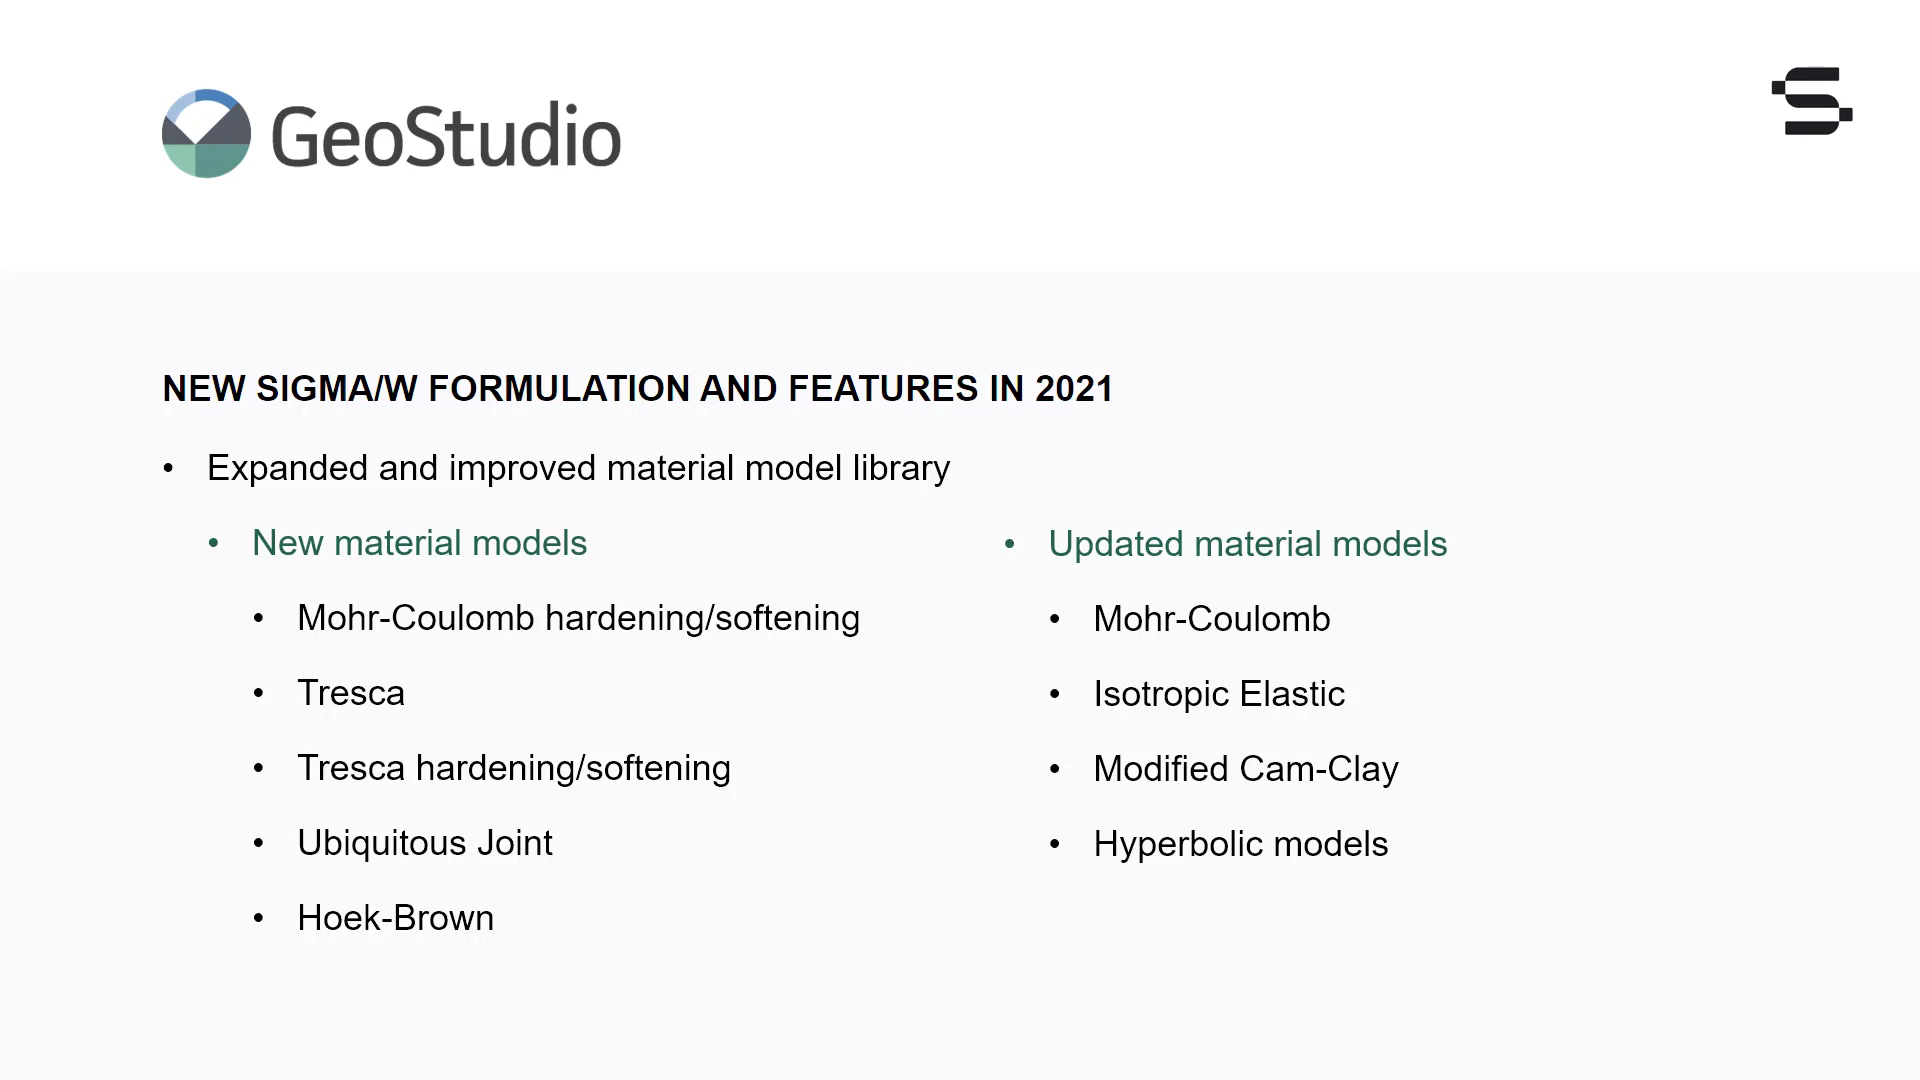 GeoStudio
NEW SIGMA/W FORMULATION AND FEATURES IN 2021
• Expanded and improved material model library
• New material models
• Mohr-Coulomb hardening/softening
• Tresca
• Tresca hardening/softening
• Ubiquitous Joint
• Hoek-Brown
• Updated material models
• Mohr-Coulomb
• Isotropic Elastic
• Modified Cam-Clay
• Hyperbolic models